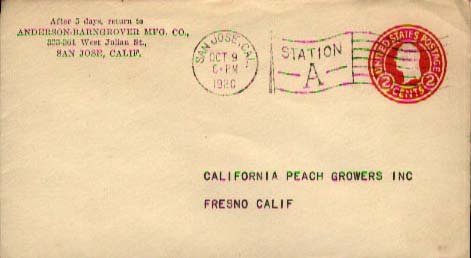 After 5 days, return to
ANDERSON-BARNGROVER MFG. CO.,
West Julian St.,
SAN JOSE, CALIF.
SAN JOSE, CAL.
OCT 9
6-PM
1920
STATION
A
UNITED STATES POSTAGE
2 CENTS 2
CALIFORNIA PEACH GROWERS INC
FRESNO CALIF